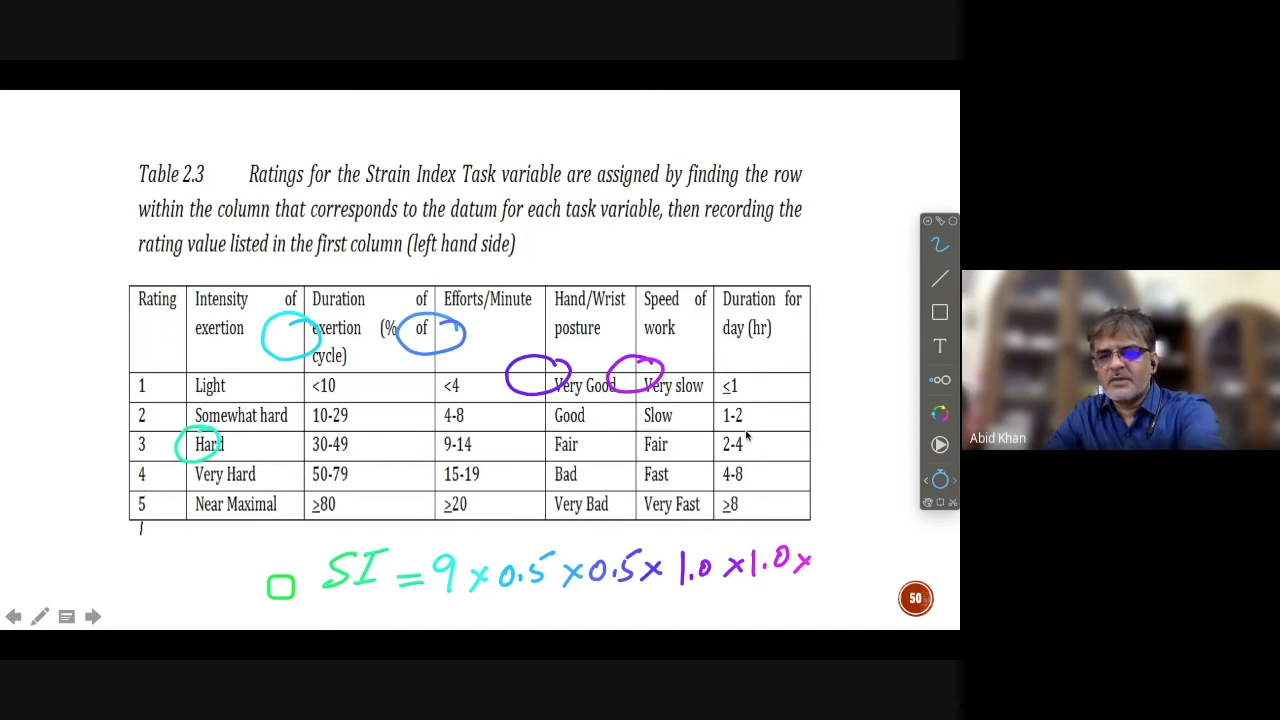 Table 2.3 Ratings for the Strain Index Task variable are assigned by finding the row
within the column that corresponds to the datum for each task variable, then recording the
rating value listed in the first column (left hand side)
Rating Intensity of exertion Duration of exertion (% of cycle) Efforts/Minute Hand/Wrist posture Speed of work Duration for day (hr)
1 Light <10 <4 Very Good Very slow ≤1
2 Somewhat hard 10-29 4-8 Good Slow 1-2
3 Hard 30-49 9-14 Fair Fair 2-4
4 Very Hard 50-79 15-19 Bad Fast 4-8
5 Near Maximal ≥80 ≥20 Very Bad Very Fast ≥8
SI = 9 × 0.5 × 0.5 × 1.0 × 1.0 ×
50
Abid Khan